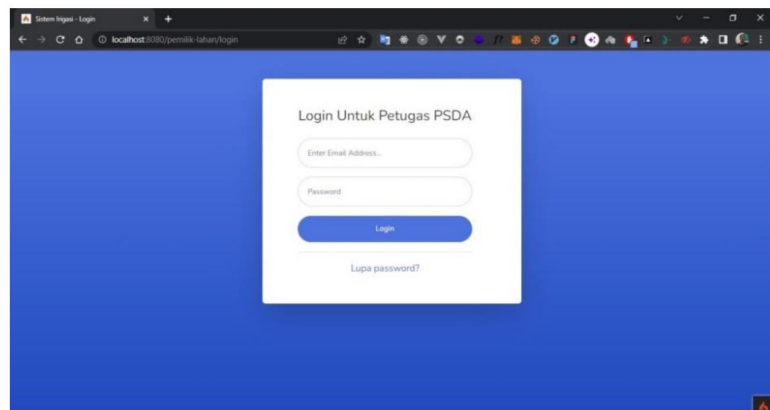 Sistem Irigasi - Login
localhost:8080/pemilik-lahan/login
Login Untuk Petugas PSDA
Enter Email Address...
Password
Login
Lupa password?